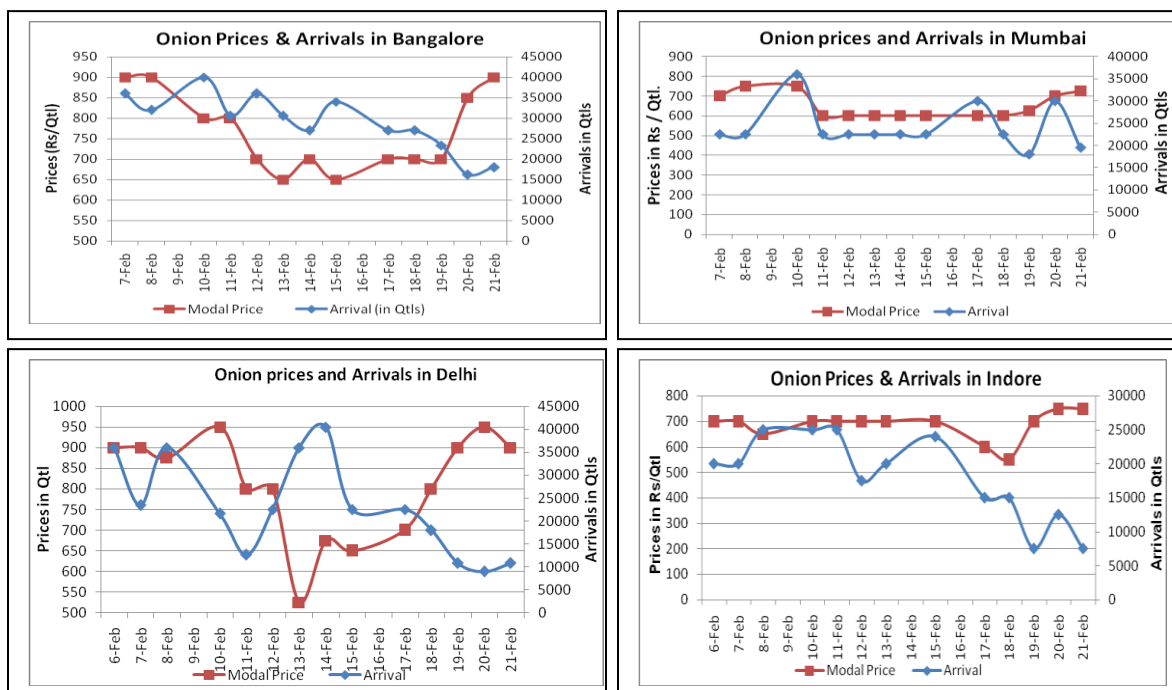 Onion Prices & Arrivals in Bangalore
Prices (Rs/Qtl)
950
900
850
800
750
700
650
600
550
500
45000
40000
35000
30000
25000
20000
15000
10000
5000
0
Arrivals in Qtls
7-Feb
8-Feb
9-Feb
10-Feb
11-Feb
12-Feb
13-Feb
14-Feb
15-Feb
16-Feb
17-Feb
18-Feb
19-Feb
20-Feb
21-Feb
Modal Price
Arrival (in Qtls)
Onion prices and Arrivals in Mumbai
Prices in Rs / Qtl.
900
800
700
600
500
400
300
200
100
0
40000
35000
30000
25000
20000
15000
10000
5000
0
Arrivals in Qtls
7-Feb
8-Feb
9-Feb
10-Feb
11-Feb
12-Feb
13-Feb
14-Feb
15-Feb
16-Feb
17-Feb
18-Feb
19-Feb
20-Feb
21-Feb
Modal Price
Arrival
Onion prices and Arrivals in Delhi
Prices in Qtl
1000
950
900
850
800
750
700
650
600
550
500
45000
40000
35000
30000
25000
20000
15000
10000
5000
0
Arrivals in Qtls
6-Feb
7-Feb
8-Feb
9-Feb
10-Feb
11-Feb
12-Feb
13-Feb
14-Feb
15-Feb
16-Feb
17-Feb
18-Feb
19-Feb
20-Feb
21-Feb
Modal Price
Arrival
Onion Prices & Arrivals in Indore
Prices in Rs/Qtl
800
700
600
500
400
300
200
100
0
30000
25000
20000
15000
10000
5000
0
Arrivals in Qtls
6-Feb
7-Feb
8-Feb
9-Feb
10-Feb
11-Feb
12-Feb
13-Feb
14-Feb
15-Feb
16-Feb
17-Feb
18-Feb
19-Feb
20-Feb
21-Feb
Modal Price
Arrival